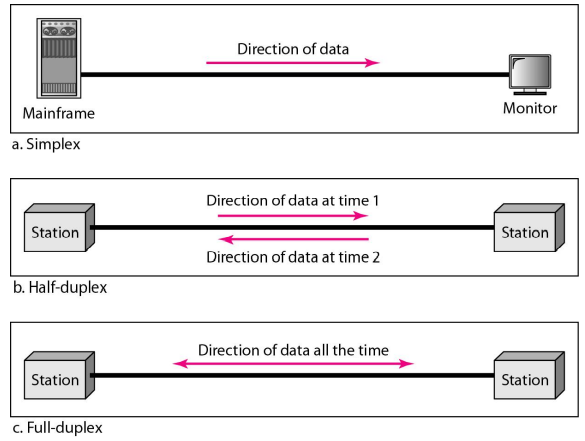 Direction of data
Mainframe
Monitor
a. Simplex
Direction of data at time 1
Station
Station
Direction of data at time 2
b. Half-duplex
Direction of data all the time
Station
Station
c. Full-duplex